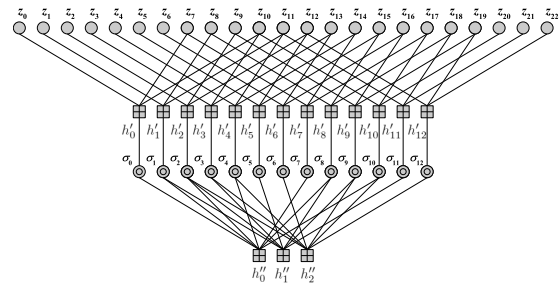 z₀ z₁ z₂ z₃ z₄ z₅ z₆ z₇ z₈ z₉ z₁₀ z₁₁ z₁₂ z₁₃ z₁₄ z₁₅ z₁₆ z₁₇ z₁₈ z₁₉ z₂₀ z₂₁ z₂₂
h′₀ h′₁ h′₂ h′₃ h′₄ h′₅ h′₆ h′₇ h′₈ h′₉ h′₁₀ h′₁₁ h′₁₂
σ₀ σ₁ σ₂ σ₃ σ₄ σ₅ σ₆ σ₇ σ₈ σ₉ σ₁₀ σ₁₁ σ₁₂
h″₀ h″₁ h″₂